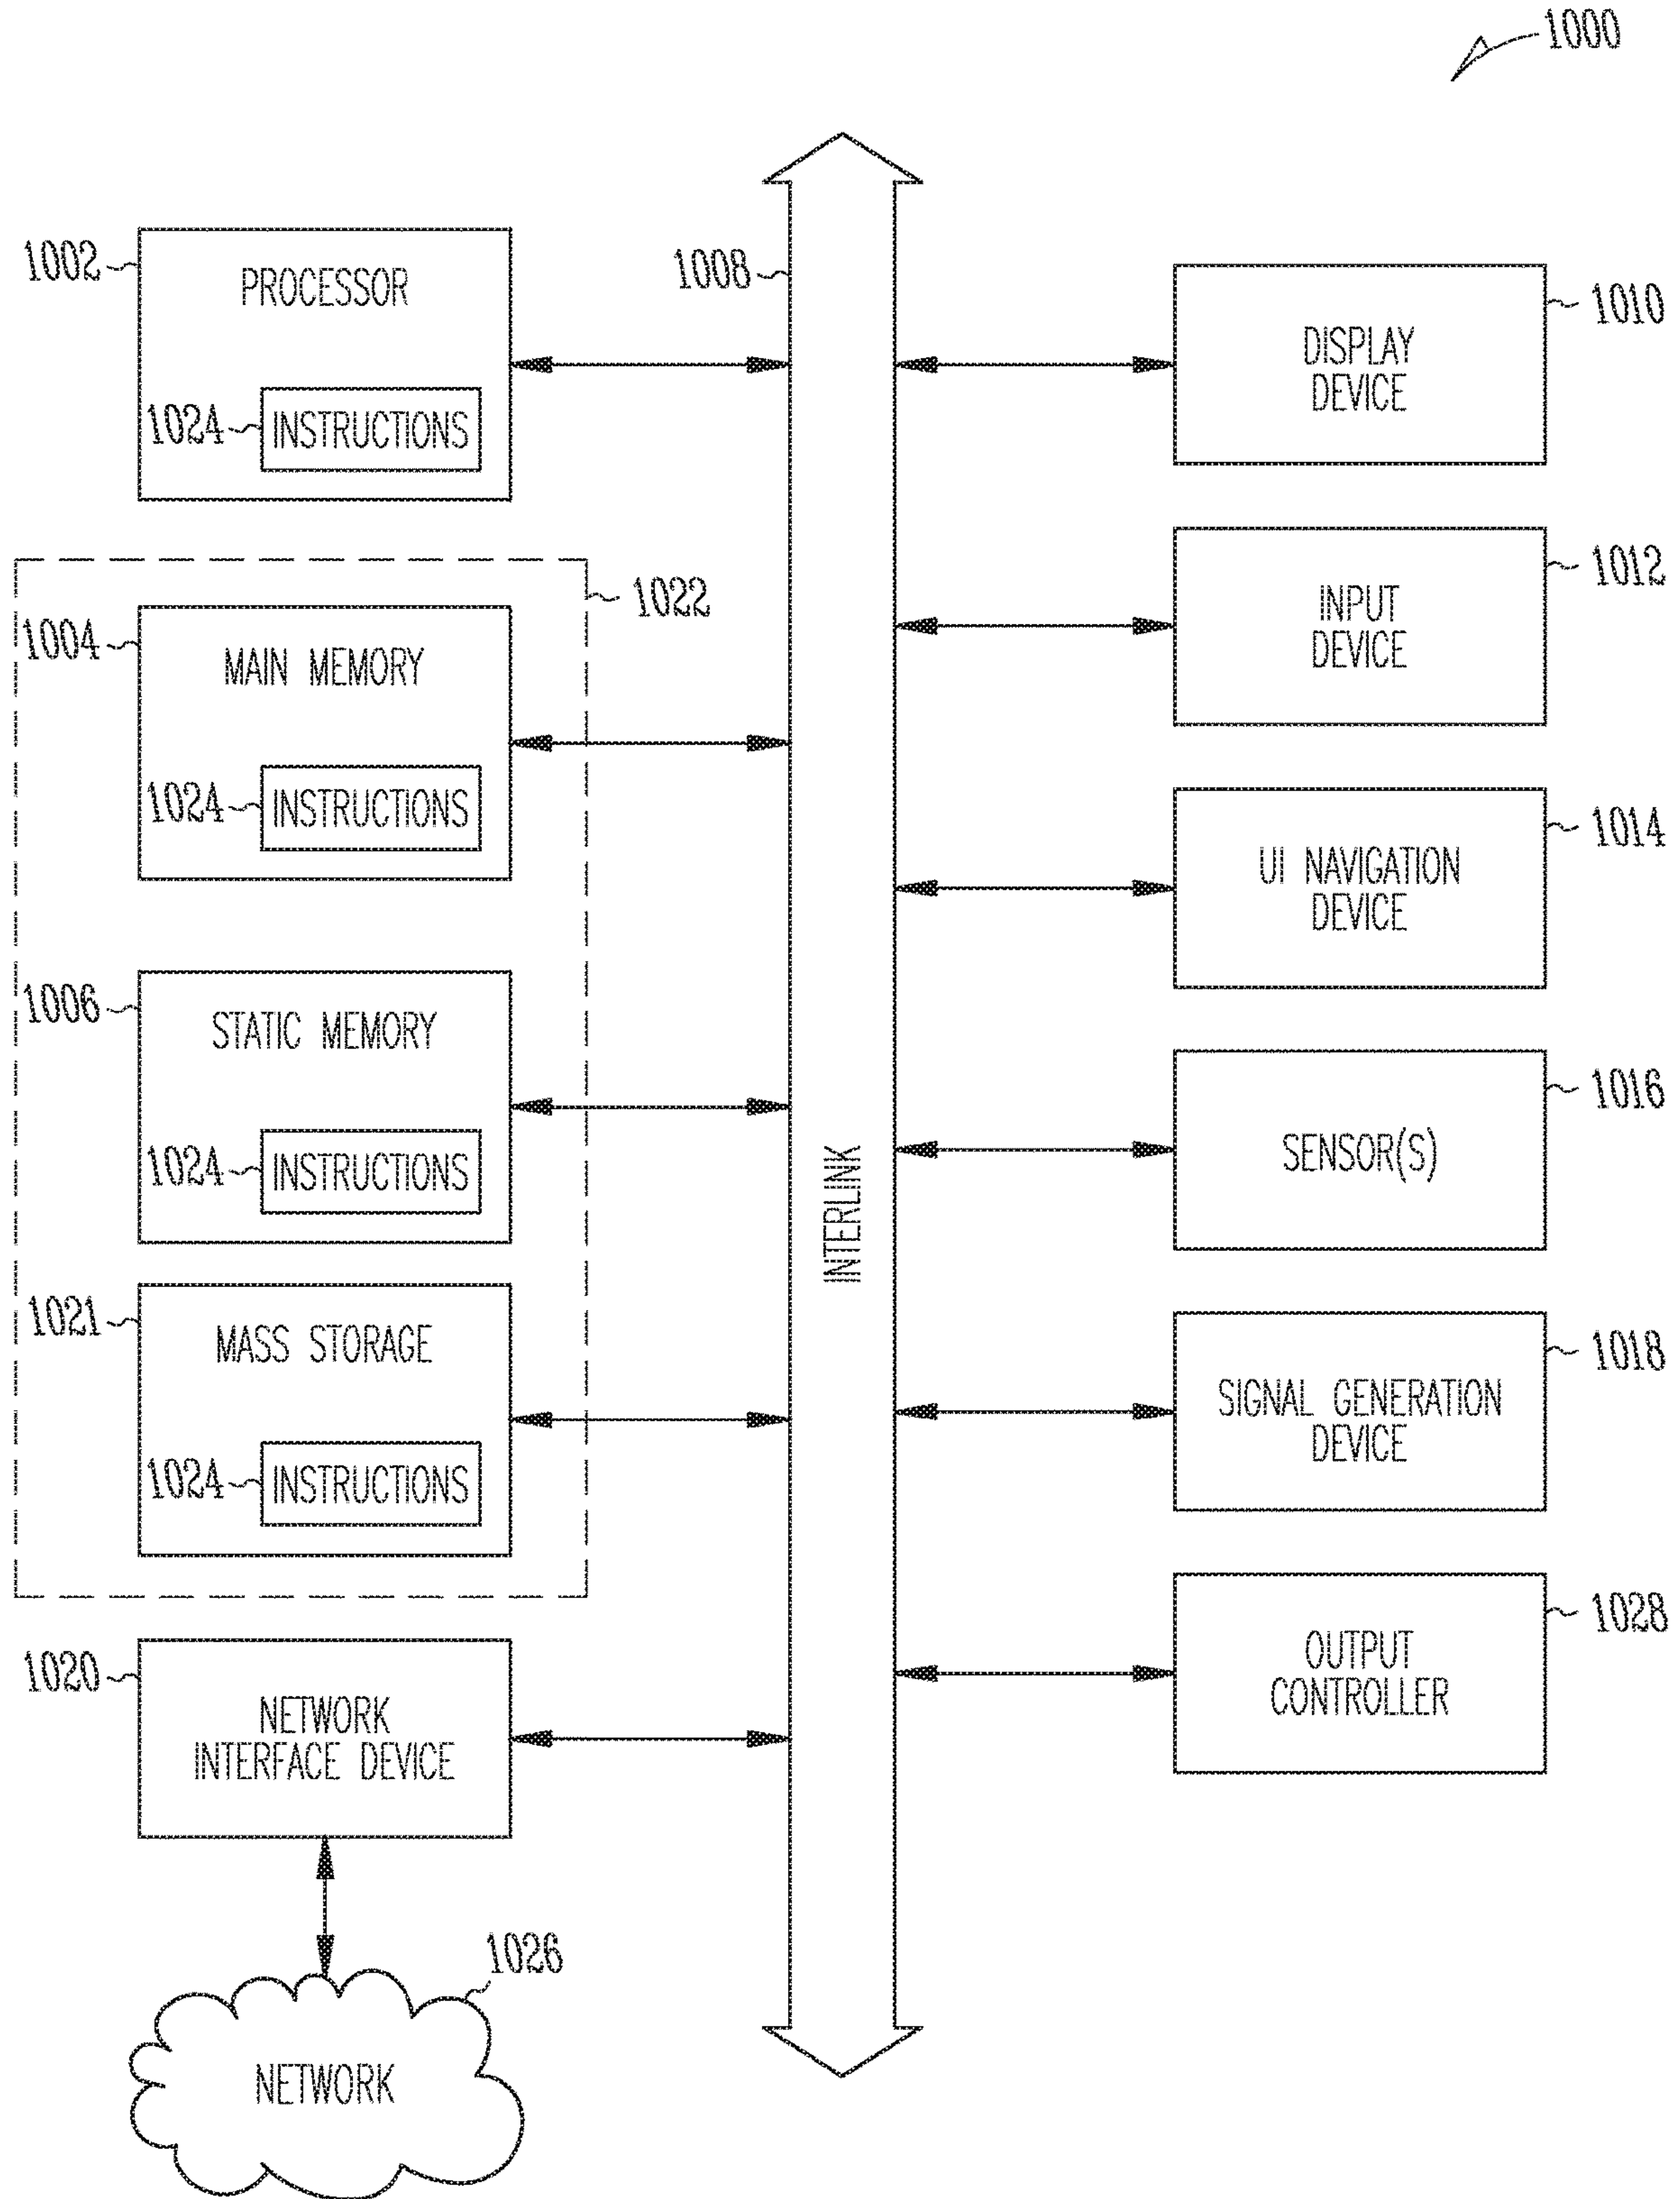 1000
1002
PROCESSOR
1024
INSTRUCTIONS
1022
1004
MAIN MEMORY
1024
INSTRUCTIONS
1006
STATIC MEMORY
1024
INSTRUCTIONS
1021
MASS STORAGE
1024
INSTRUCTIONS
1020
NETWORK
INTERFACE DEVICE
1026
NETWORK
1008
INTERLINK
1010
DISPLAY
DEVICE
1012
INPUT
DEVICE
1014
UI NAVIGATION
DEVICE
1016
SENSOR(S)
1018
SIGNAL GENERATION
DEVICE
1028
OUTPUT
CONTROLLER